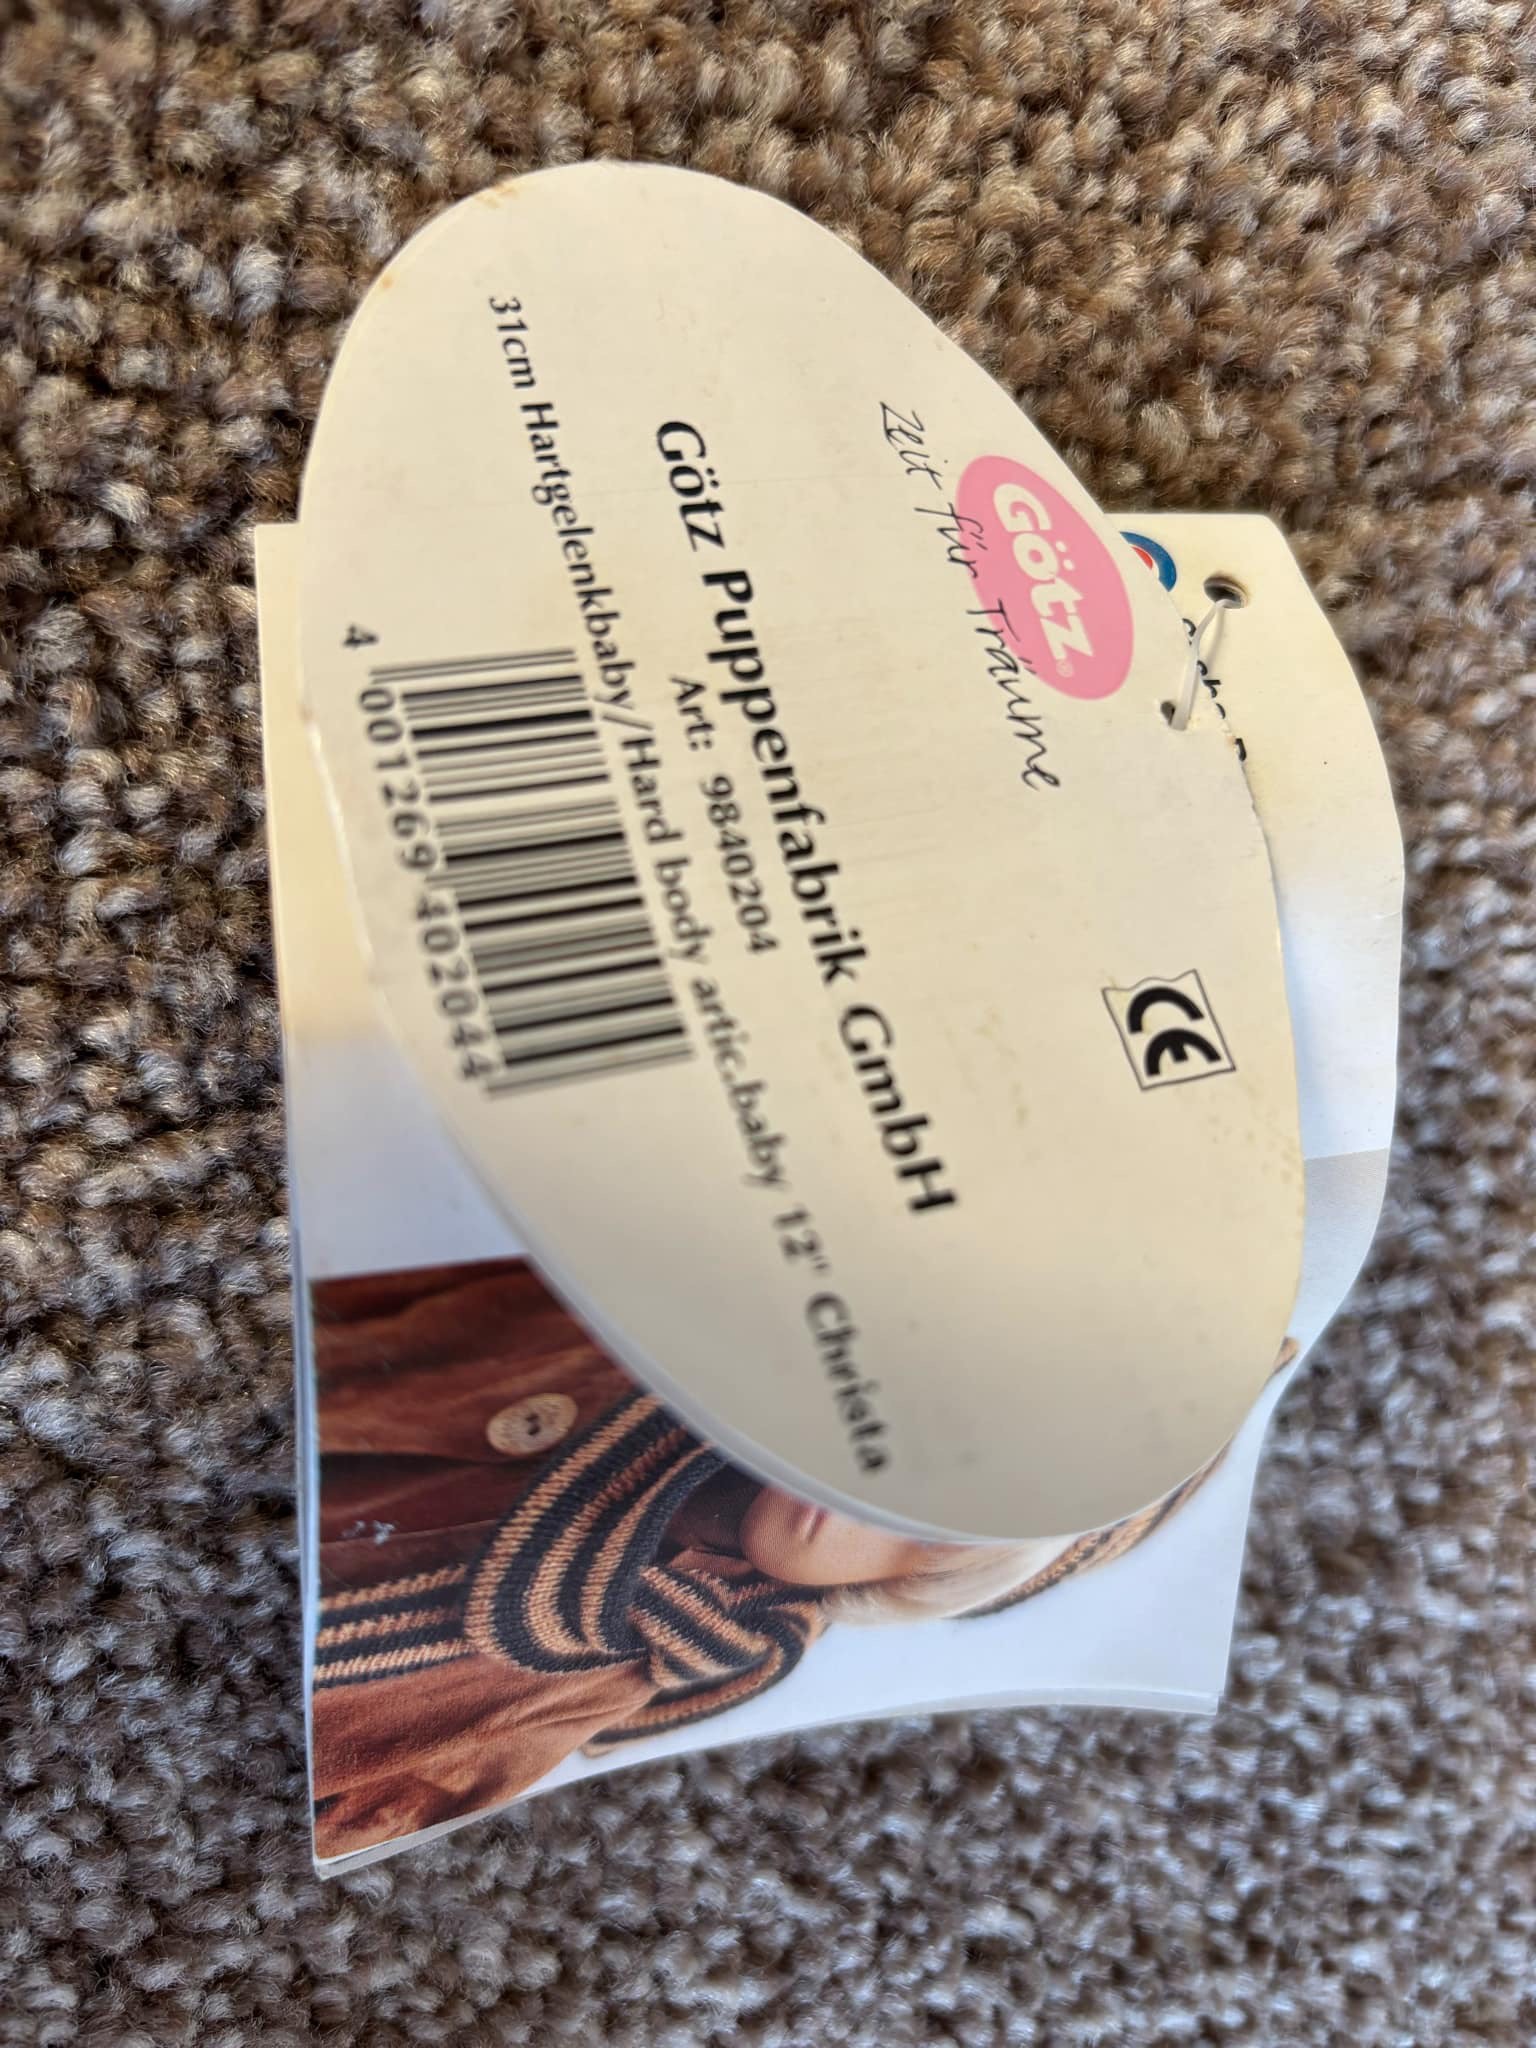 Götz®
Zeit für Träume
CE
Götz Puppenfabrik GmbH
Art: 9840204
31cm Hartgelenkbaby/Hard body artic.baby 12" Christa
4 001269 402044